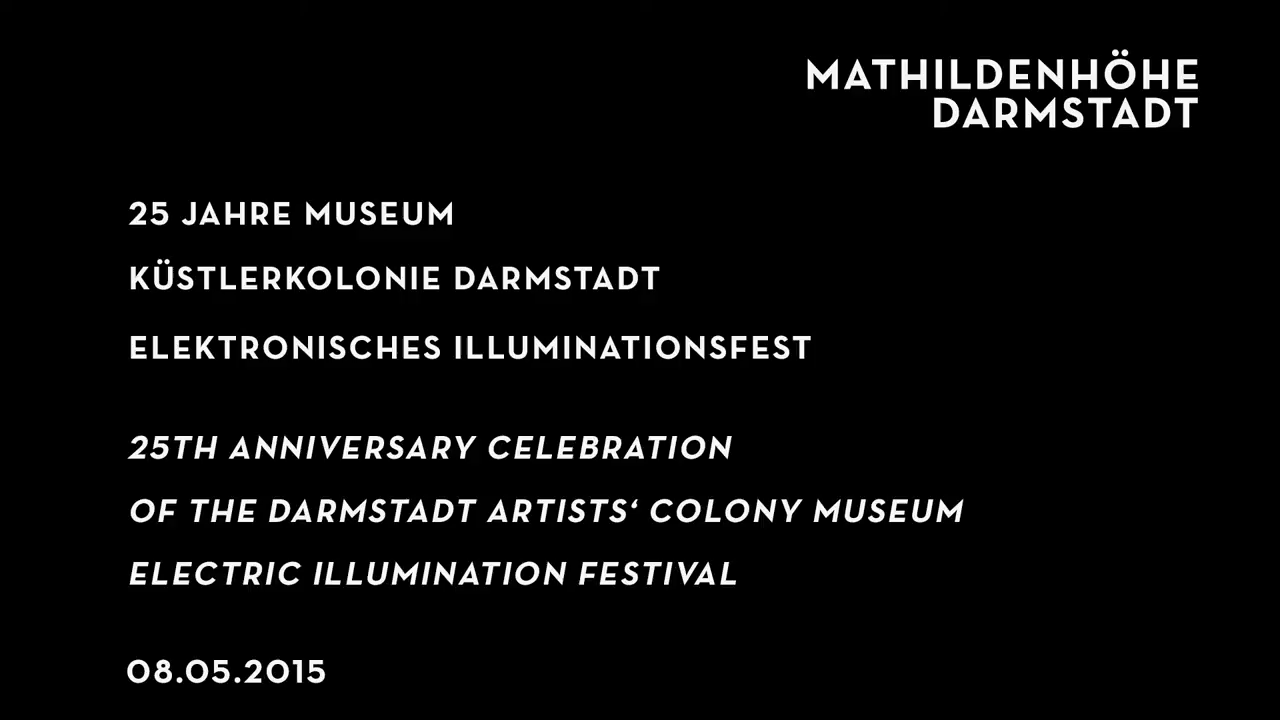 MATHILDENHÖHE
DARMSTADT
25 JAHRE MUSEUM
KÜSTLERKOLONIE DARMSTADT
ELEKTRONISCHES ILLUMINATIONSFEST
25TH ANNIVERSARY CELEBRATION
OF THE DARMSTADT ARTISTS‘ COLONY MUSEUM
ELECTRIC ILLUMINATION FESTIVAL
08.05.2015